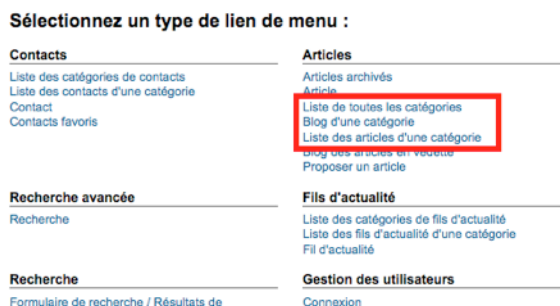 Sélectionnez un type de lien de menu :
Contacts
Liste des catégories de contacts
Liste des contacts d'une catégorie
Contact
Contacts favoris
Articles
Articles archivés
Article
Liste de toutes les catégories
Blog d'une catégorie
Liste des articles d'une catégorie
Blog des articles en vedette
Proposer un article
Recherche avancée
Recherche
Fils d'actualité
Liste des catégories de fils d'actualité
Liste des fils d'actualité d'une catégorie
Fil d'actualité
Recherche
Formulaire de recherche / Résultats de
Gestion des utilisateurs
Connexion